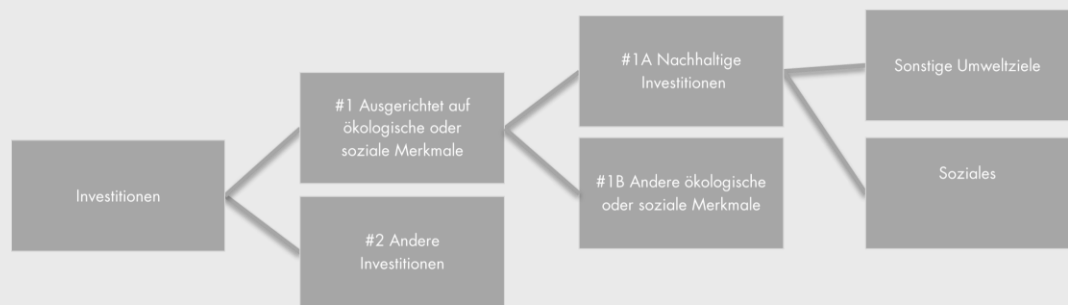 Investitionen
#1 Ausgerichtet auf
ökologische oder
soziale Merkmale
#2 Andere
Investitionen
#1A Nachhaltige
Investitionen
#1B Andere ökologische
oder soziale Merkmale
Sonstige Umweltziele
Soziales